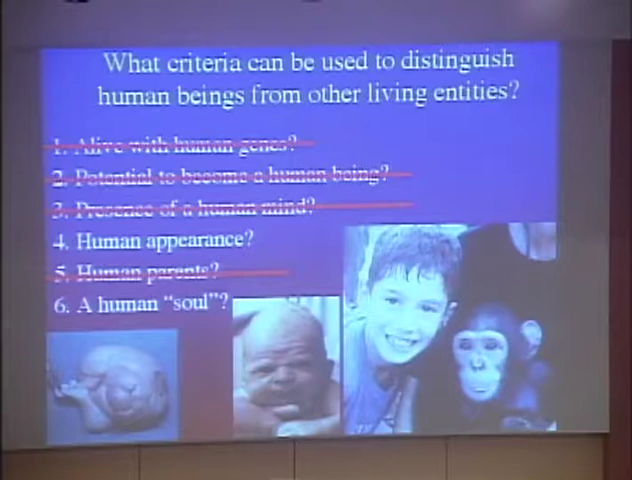 What criteria can be used to distinguish
human beings from other living entities?
1. Alive with human genes?
2. Potential to become a human being?
3. Presence of a human mind?
4. Human appearance?
5. Human parents?
6. A human “soul”?